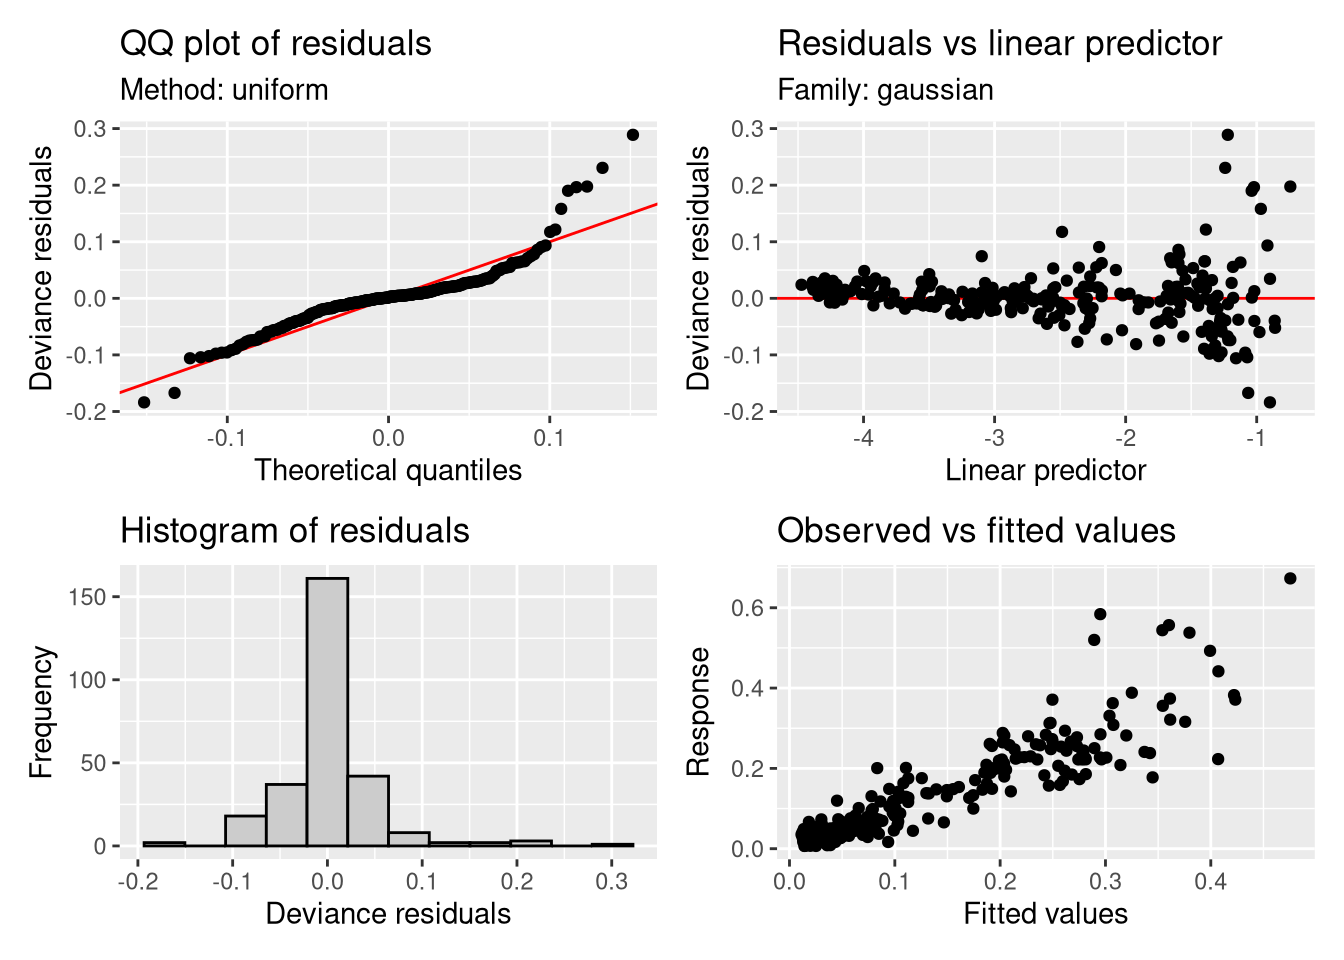 QQ plot of residuals
Method: uniform
Deviance residuals
0.3
0.2
0.1
0.0
-0.1
-0.2
-0.1
0.0
0.1
Theoretical quantiles
Residuals vs linear predictor
Family: gaussian
Deviance residuals
0.3
0.2
0.1
0.0
-0.1
-0.2
-4
-3
-2
-1
Linear predictor
Histogram of residuals
Frequency
150
100
50
0
-0.2
-0.1
0.0
0.1
0.2
0.3
Deviance residuals
Observed vs fitted values
Response
0.6
0.4
0.2
0.0
0.0
0.1
0.2
0.3
0.4
Fitted values